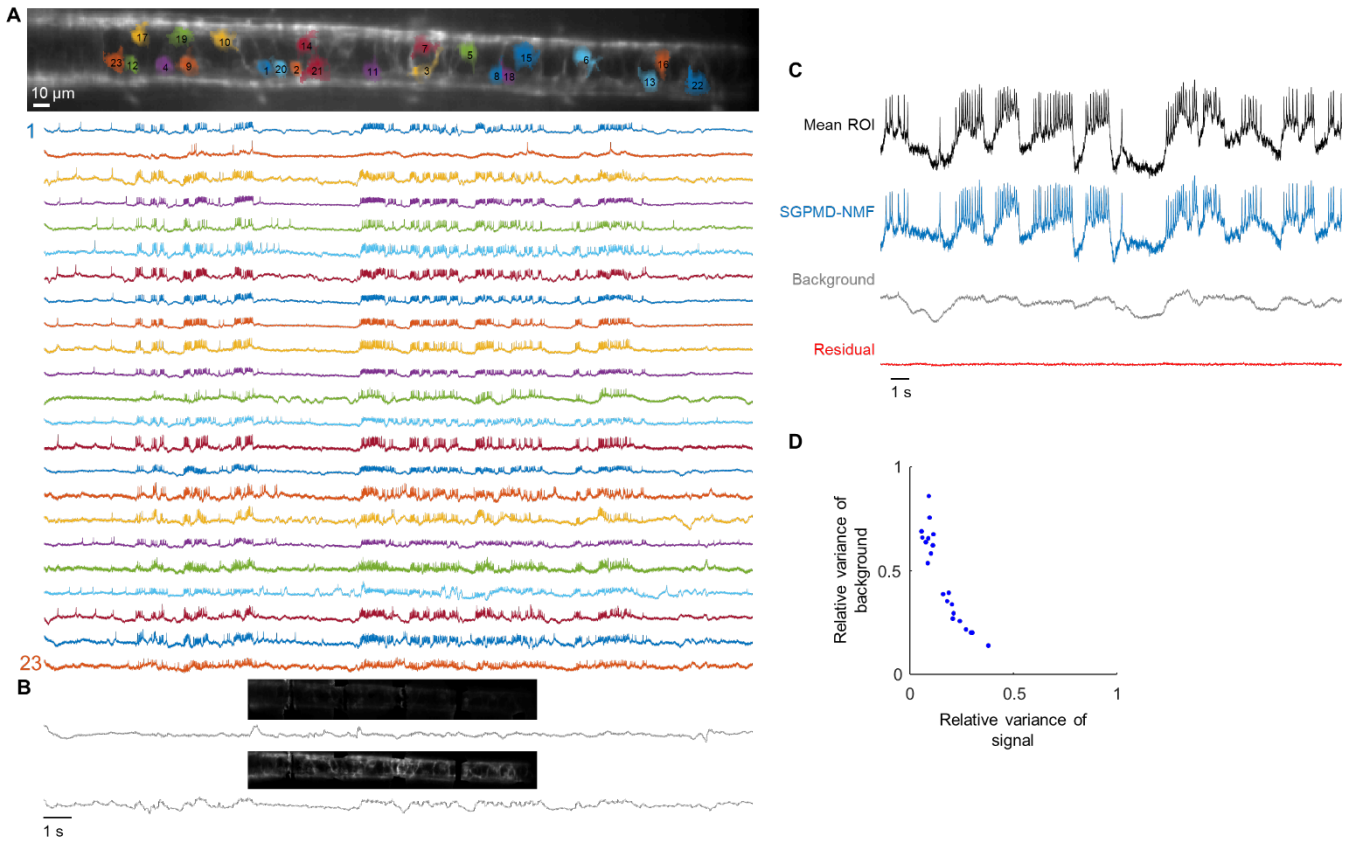 A
17 19 10 14 7 5 15 6 16
23 12 4 9 1 20 2 21 11 3 8 18 13 22
10 µm
1
23
B
1 s
C
Mean ROI
SGPMD-NMF
Background
Residual
1 s
D
1
0.5
0
0 0.5 1
Relative variance of
background
Relative variance of
signal